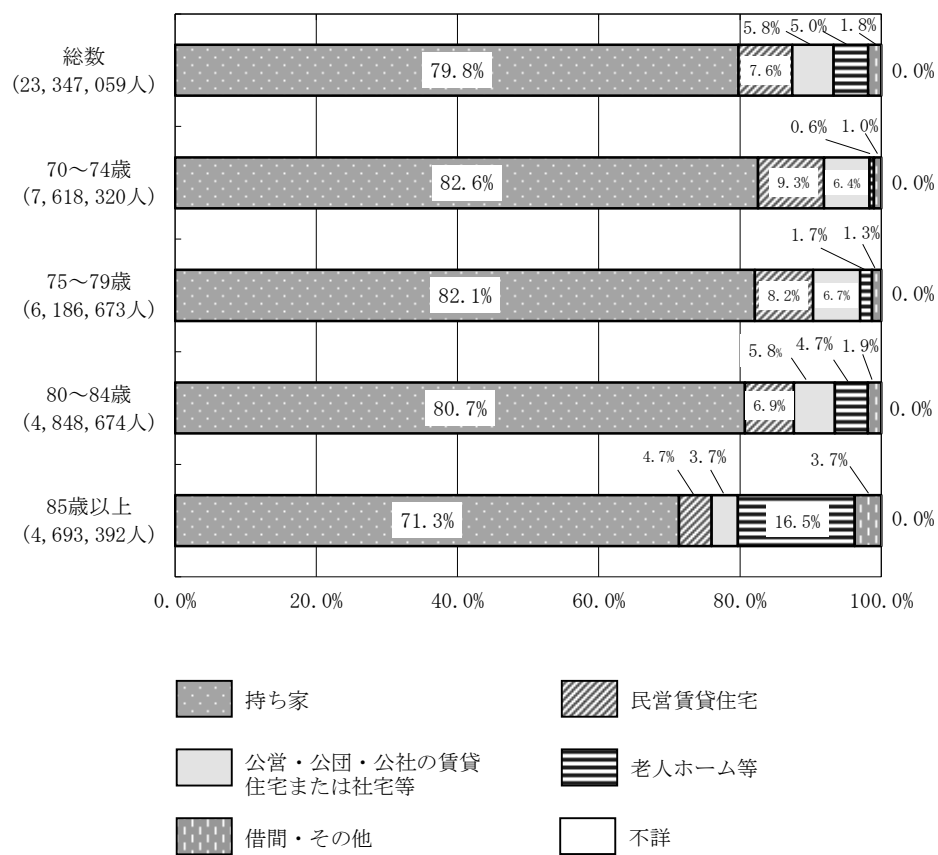 5.8% 5.0% 1.8%
総数
(23,347,059人)
79.8% 7.6% 0.0%
0.6% 1.0%
70～74歳
(7,618,320人)
82.6% 9.3% 6.4% 0.0%
1.7% 1.3%
75～79歳
(6,186,673人)
82.1% 8.2% 6.7% 0.0%
5.8% 4.7% 1.9%
80～84歳
(4,848,674人)
80.7% 6.9% 0.0%
4.7% 3.7% 3.7%
85歳以上
(4,693,392人)
71.3% 16.5% 0.0%
0.0% 20.0% 40.0% 60.0% 80.0% 100.0%
持ち家
民営賃貸住宅
公営・公団・公社の賃貸
住宅または社宅等
老人ホーム等
借間・その他
不詳